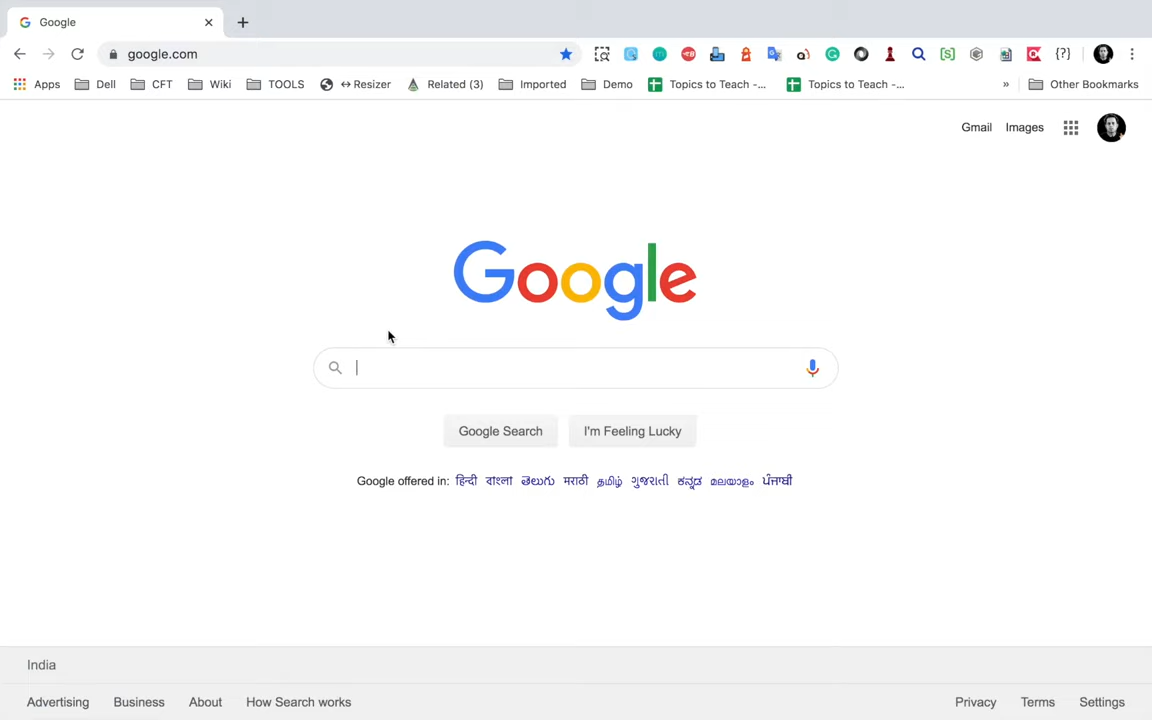 Google
google.com
Apps Dell CFT Wiki TOOLS ↔Resizer Related (3) Imported Demo Topics to Teach -... Topics to Teach -... » Other Bookmarks
Gmail Images
Google
Google Search I'm Feeling Lucky
Google offered in: हिन्दी বাংলা తెలుగు मराठी தமிழ் ગુજરાતી ಕನ್ನಡ മലയാളം ਪੰਜਾਬੀ
India
Advertising Business About How Search works Privacy Terms Settings